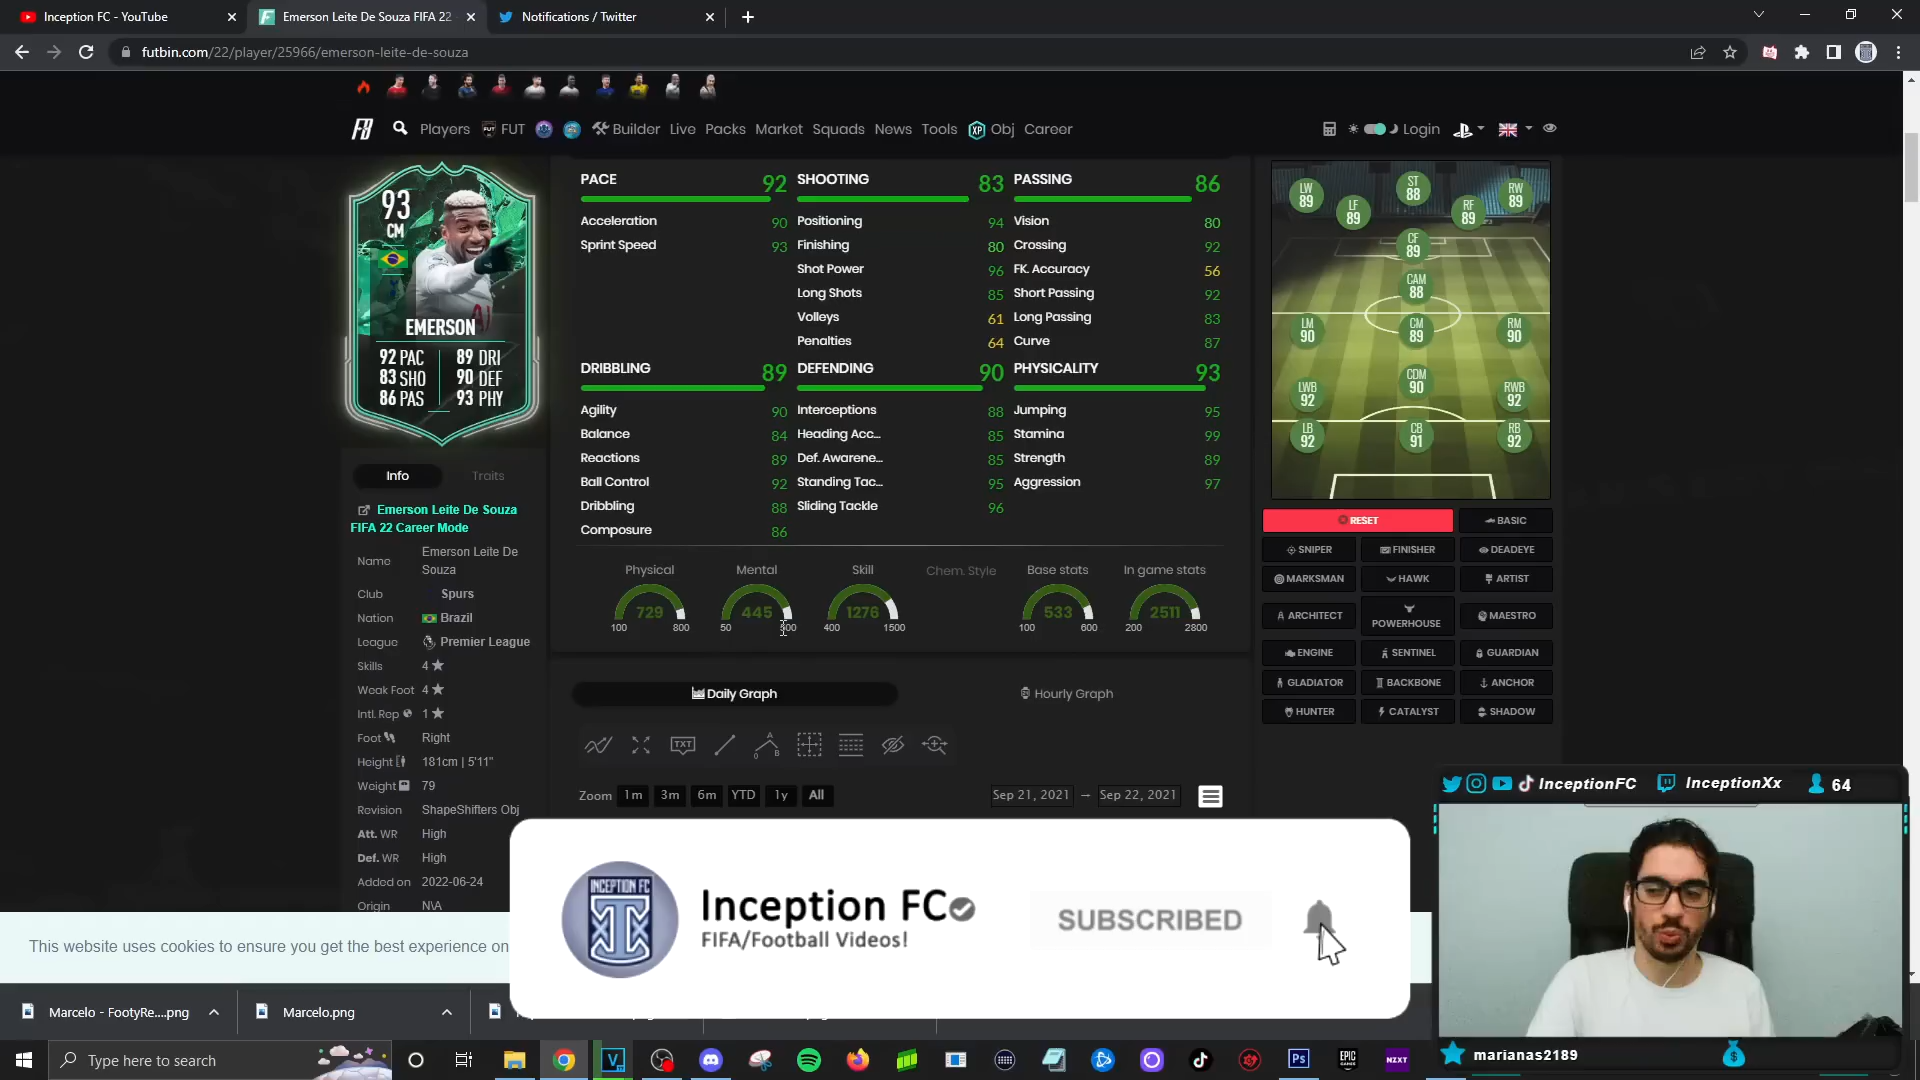 Inception FC - YouTube
Emerson Leite De Souza FIFA 22
Notifications / Twitter
futbin.com/22/player/25966/emerson-leite-de-souza
Players FUT Builder Live Packs Market Squads News Tools XP Obj Career Login
93
CM
EMERSON
92 PAC 89 DRI
83 SHO 90 DEF
86 PAS 93 PHY
Info Traits
Emerson Leite De Souza
FIFA 22 Career Mode
Name Emerson Leite De Souza
Club Spurs
Nation Brazil
League Premier League
Skills 4
Weak Foot 4
Intl. Rep 1
Foot Right
Height 181cm | 5'11"
Weight 79
Revision ShapeShifters Obj
Att. WR High
Def. WR High
Added on 2022-06-24
Origin N\A
PACE 92
Acceleration 90
Sprint Speed 93
SHOOTING 83
Positioning 94
Finishing 80
Shot Power 96
Long Shots 85
Volleys 61
Penalties 64
PASSING 86
Vision 80
Crossing 92
FK. Accuracy 56
Short Passing 92
Long Passing 83
Curve 87
DRIBBLING 89
Agility 90
Balance 84
Reactions 89
Ball Control 92
Dribbling 88
Composure 86
DEFENDING 90
Interceptions 88
Heading Acc... 85
Def. Awarene... 85
Standing Tac... 95
Sliding Tackle 96
PHYSICALITY 93
Jumping 95
Stamina 99
Strength 89
Aggression 97
Physical Mental Skill Chem. Style Base stats In game stats
729 445 1276 533 2511
100 800 50 500 400 1500 100 600 200 2800
Daily Graph Hourly Graph
TXT
Zoom 1m 3m 6m YTD 1y All Sep 21, 2021 → Sep 22, 2021
LW 89
ST 88
RW 89
LF 89
RF 89
CF 89
CAM 88
LM 90
CM 89
RM 90
CDM 90
LWB 92
RWB 92
LB 92
CB 91
RB 92
RESET BASIC
SNIPER FINISHER DEADEYE
MARKSMAN HAWK ARTIST
ARCHITECT POWERHOUSE MAESTRO
ENGINE SENTINEL GUARDIAN
GLADIATOR BACKBONE ANCHOR
HUNTER CATALYST SHADOW
InceptionFC InceptionXx 64
This website uses cookies to ensure you get the best experience on
INCEPTION FC
Inception FC
FIFA/Football Videos!
SUBSCRIBED
Marcelo - FootyRe....png
Marcelo.png
marianas2189
Type here to search
Ps
EPIC GAMES
NZXT